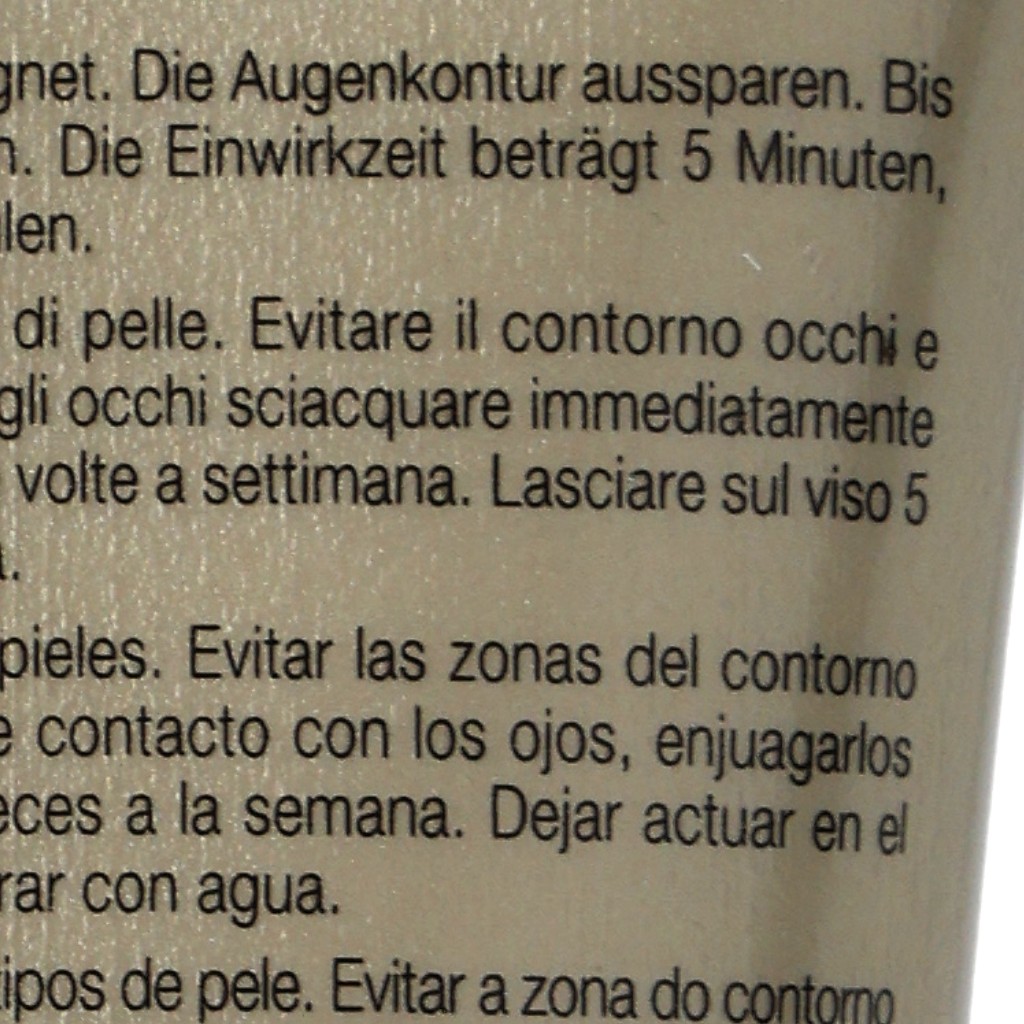 gnet. Die Augenkontur aussparen. Bis
n. Die Einwirkzeit beträgt 5 Minuten,
len.
di pelle. Evitare il contorno occhi e
gli occhi sciacquare immediatamente
volte a settimana. Lasciare sul viso 5
a.
pieles. Evitar las zonas del contorno
e contacto con los ojos, enjuagarlos
eces a la semana. Dejar actuar en el
rar con agua.
tipos de pele. Evitar a zona do contorno